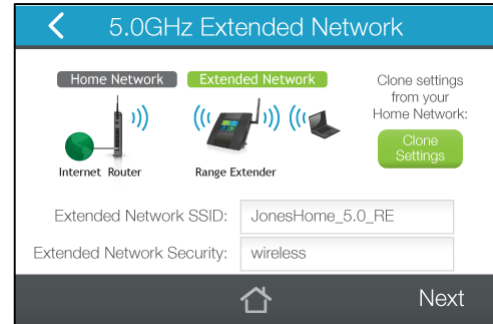 5.0GHz Extended Network
Home Network
Extended Network
Clone settings
from your
Home Network:
Clone
Settings
Internet Router
Range Extender
Extended Network SSID: JonesHome_5.0_RE
Extended Network Security: wireless
Next